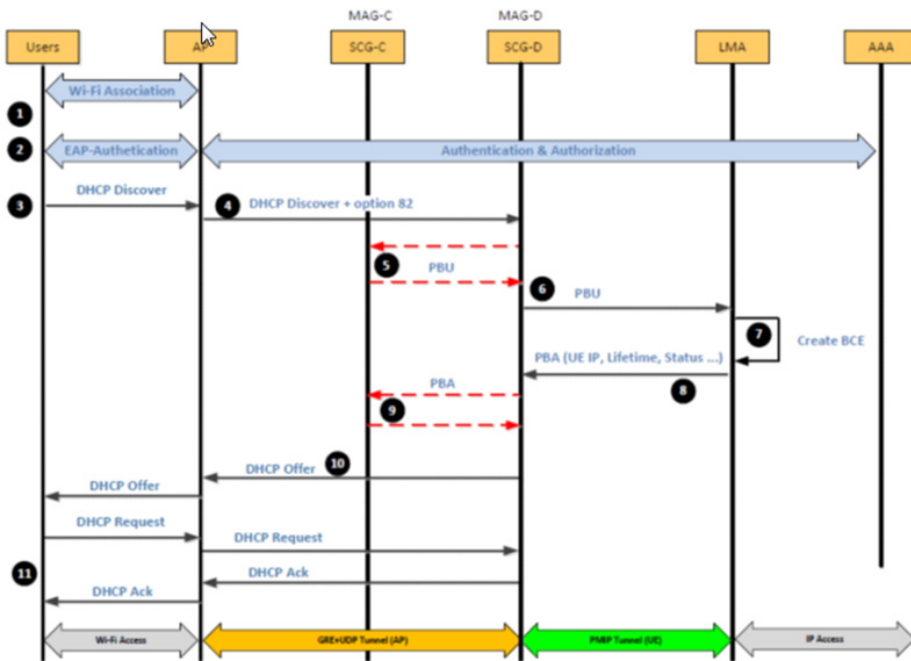 MAG-C
MAG-D
Users
AP
SCG-C
SCG-D
LMA
AAA
Wi-Fi Association
1
2
EAP-Authetication
Authentication & Authorization
DHCP Discover
3
4
DHCP Discover + option 82
5
PBU
6
PBU
7
Create BCE
PBA (UE IP, Lifetime, Status ...)
8
PBA
9
10
DHCP Offer
DHCP Offer
DHCP Request
DHCP Request
11
DHCP Ack
DHCP Ack
Wi-Fi Access
GRE+UDP Tunnel (AP)
PMIP Tunnel (UE)
IP Access